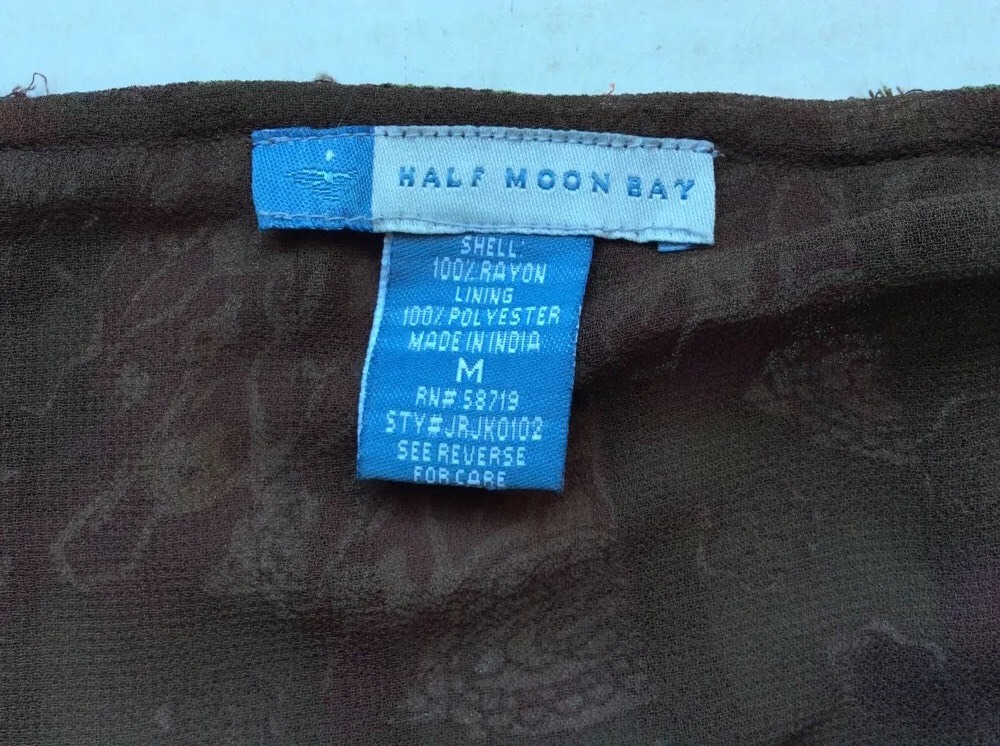 HALF MOON BAY
SHELL:
100% RAYON
LINING
100% POLYESTER
MADE IN INDIA
M
RN# 58719
STY#JRJK0102
SEE REVERSE
FOR CARE